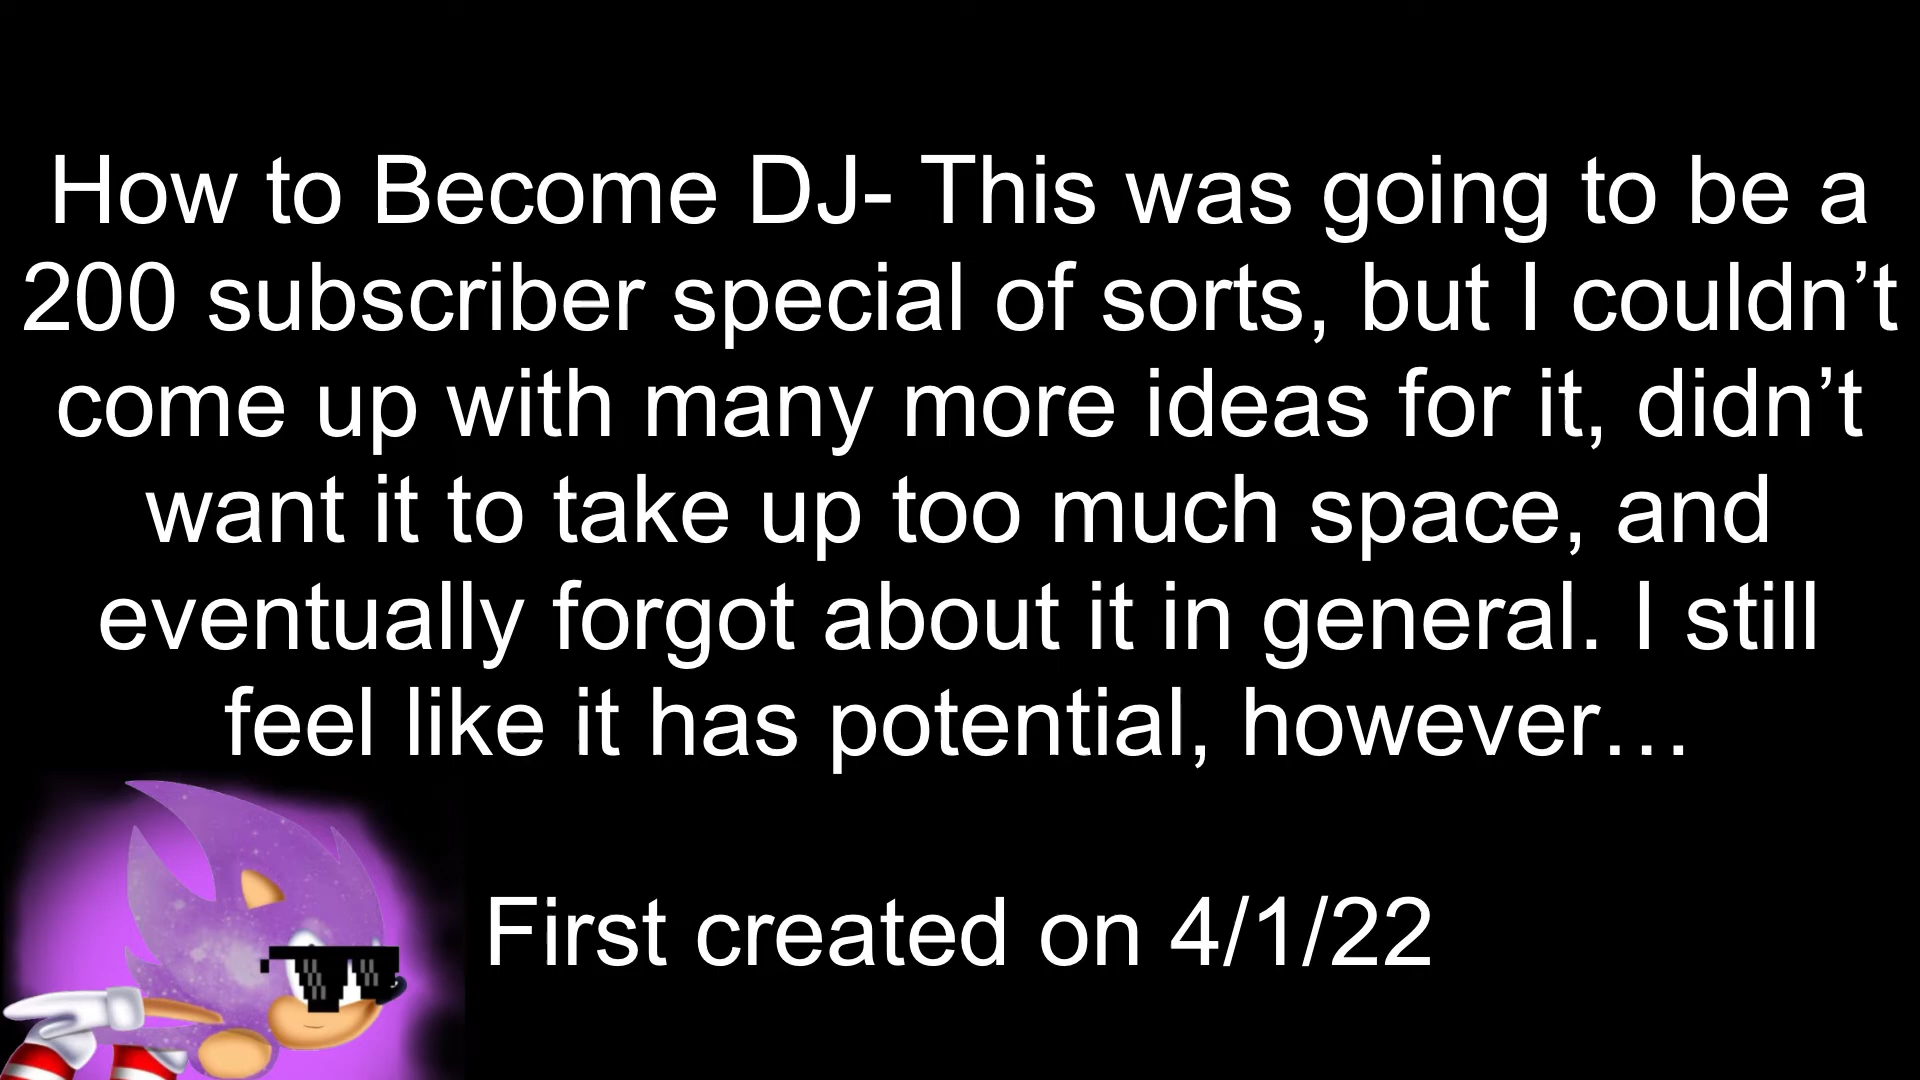 How to Become DJ- This was going to be a
200 subscriber special of sorts, but I couldn’t
come up with many more ideas for it, didn’t
want it to take up too much space, and
eventually forgot about it in general. I still
feel like it has potential, however…
First created on 4/1/22